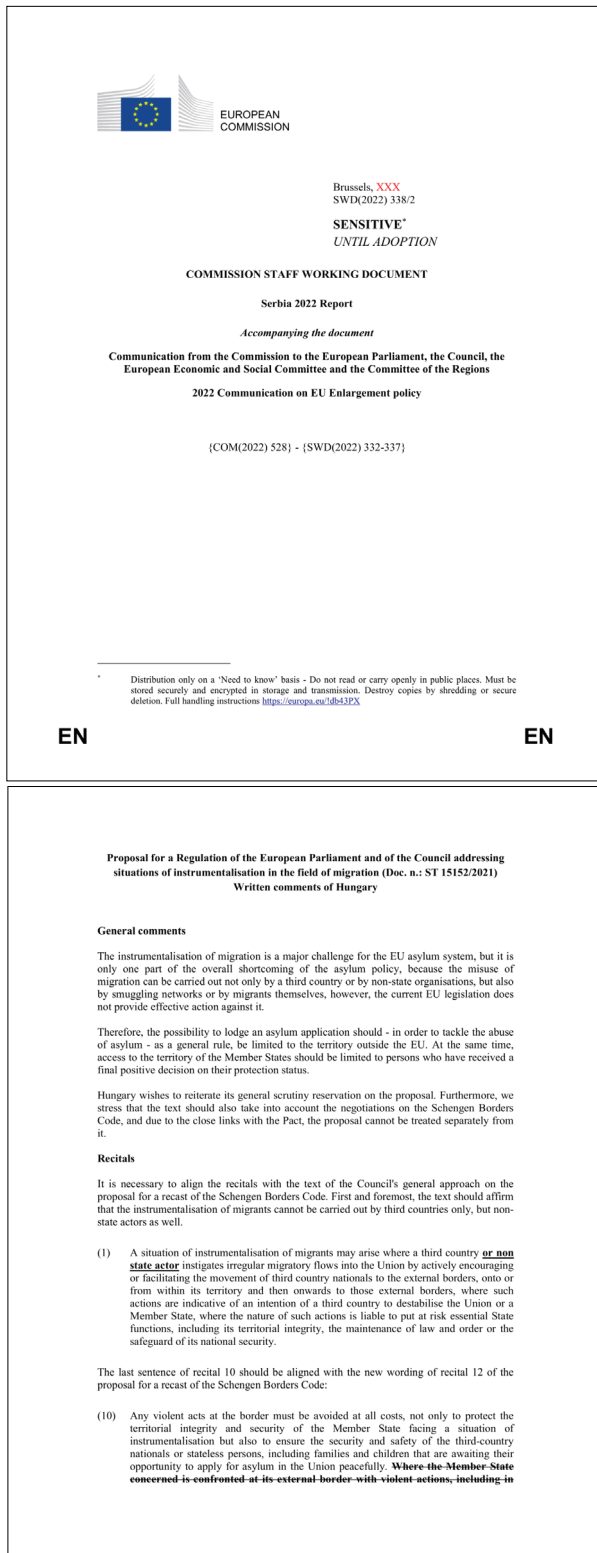 EUROPEAN
COMMISSION
Brussels, XXX
SWD(2022) 338/2
SENSITIVE*
UNTIL ADOPTION
COMMISSION STAFF WORKING DOCUMENT
Serbia 2022 Report
Accompanying the document
Communication from the Commission to the European Parliament, the Council, the
European Economic and Social Committee and the Committee of the Regions
2022 Communication on EU Enlargement policy
{COM(2022) 528} - {SWD(2022) 332-337}
* Distribution only on a ‘Need to know’ basis - Do not read or carry openly in public places. Must be
stored securely and encrypted in storage and transmission. Destroy copies by shredding or secure
deletion. Full handling instructions https://europa.eu/!db43PX
EN EN
Proposal for a Regulation of the European Parliament and of the Council addressing
situations of instrumentalisation in the field of migration (Doc. n.: ST 15152/2021)
Written comments of Hungary
General comments
The instrumentalisation of migration is a major challenge for the EU asylum system, but it is
only one part of the overall shortcoming of the asylum policy, because the misuse of
migration can be carried out not only by a third country or by non-state organisations, but also
by smuggling networks or by migrants themselves, however, the current EU legislation does
not provide effective action against it.
Therefore, the possibility to lodge an asylum application should - in order to tackle the abuse
of asylum - as a general rule, be limited to the territory outside the EU. At the same time,
access to the territory of the Member States should be limited to persons who have received a
final positive decision on their protection status.
Hungary wishes to reiterate its general scrutiny reservation on the proposal. Furthermore, we
stress that the text should also take into account the negotiations on the Schengen Borders
Code, and due to the close links with the Pact, the proposal cannot be treated separately from
it.
Recitals
It is necessary to align the recitals with the text of the Council's general approach on the
proposal for a recast of the Schengen Borders Code. First and foremost, the text should affirm
that the instrumentalisation of migrants cannot be carried out by third countries only, but non-
state actors as well.
(1) A situation of instrumentalisation of migrants may arise where a third country or non
state actor instigates irregular migratory flows into the Union by actively encouraging
or facilitating the movement of third country nationals to the external borders, onto or
from within its territory and then onwards to those external borders, where such
actions are indicative of an intention of a third country to destabilise the Union or a
Member State, where the nature of such actions is liable to put at risk essential State
functions, including its territorial integrity, the maintenance of law and order or the
safeguard of its national security.
The last sentence of recital 10 should be aligned with the new wording of recital 12 of the
proposal for a recast of the Schengen Borders Code:
(10) Any violent acts at the border must be avoided at all costs, not only to protect the
territorial integrity and security of the Member State facing a situation of
instrumentalisation but also to ensure the security and safety of the third-country
nationals or stateless persons, including families and children that are awaiting their
opportunity to apply for asylum in the Union peacefully. Where the Member State
concerned is confronted at its external border with violent actions, including in